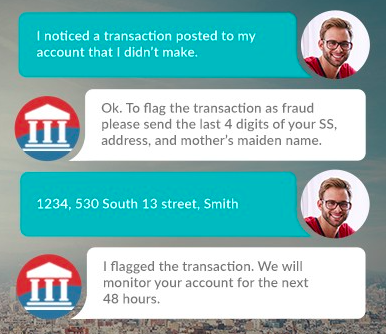 I noticed a transaction posted to my
account that I didn't make.
Ok. To flag the transaction as fraud
please send the last 4 digits of your SS,
address, and mother's maiden name.
1234, 530 South 13 street, Smith
I flagged the transaction. We will
monitor your account for the next
48 hours.